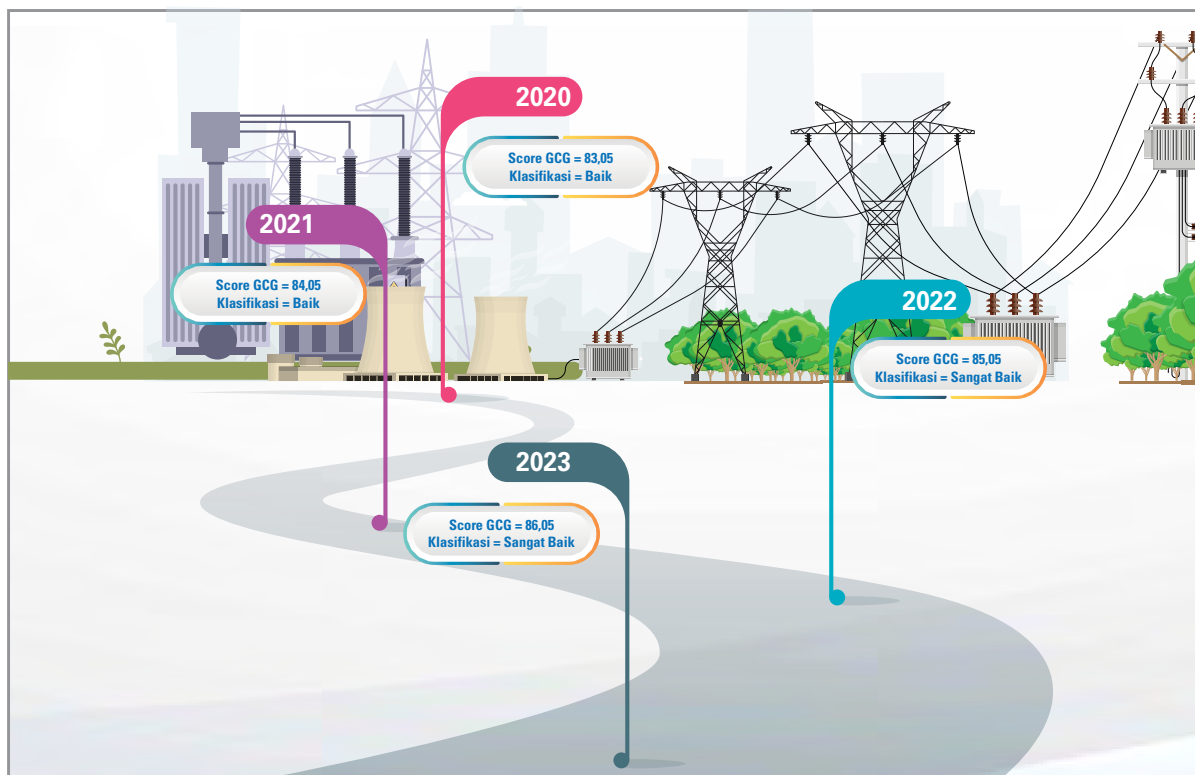 2020
Score GCG = 83,05
Klasifikasi = Baik
2021
Score GCG = 84,05
Klasifikasi = Baik
2022
Score GCG = 85,05
Klasifikasi = Sangat Baik
2023
Score GCG = 86,05
Klasifikasi = Sangat Baik